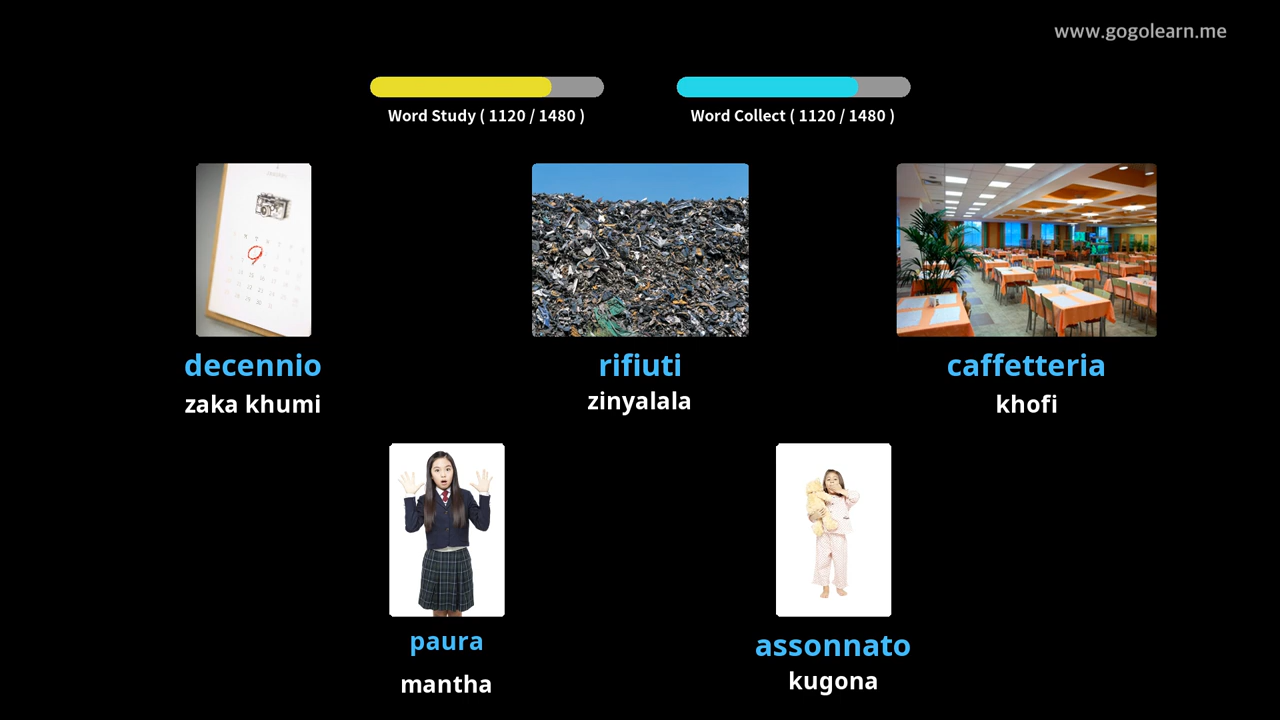 www.gogolearn.me
Word Study ( 1120 / 1480 )
Word Collect ( 1120 / 1480 )
decennio
zaka khumi
rifiuti
zinyalala
caffetteria
khofi
paura
mantha
assonnato
kugona